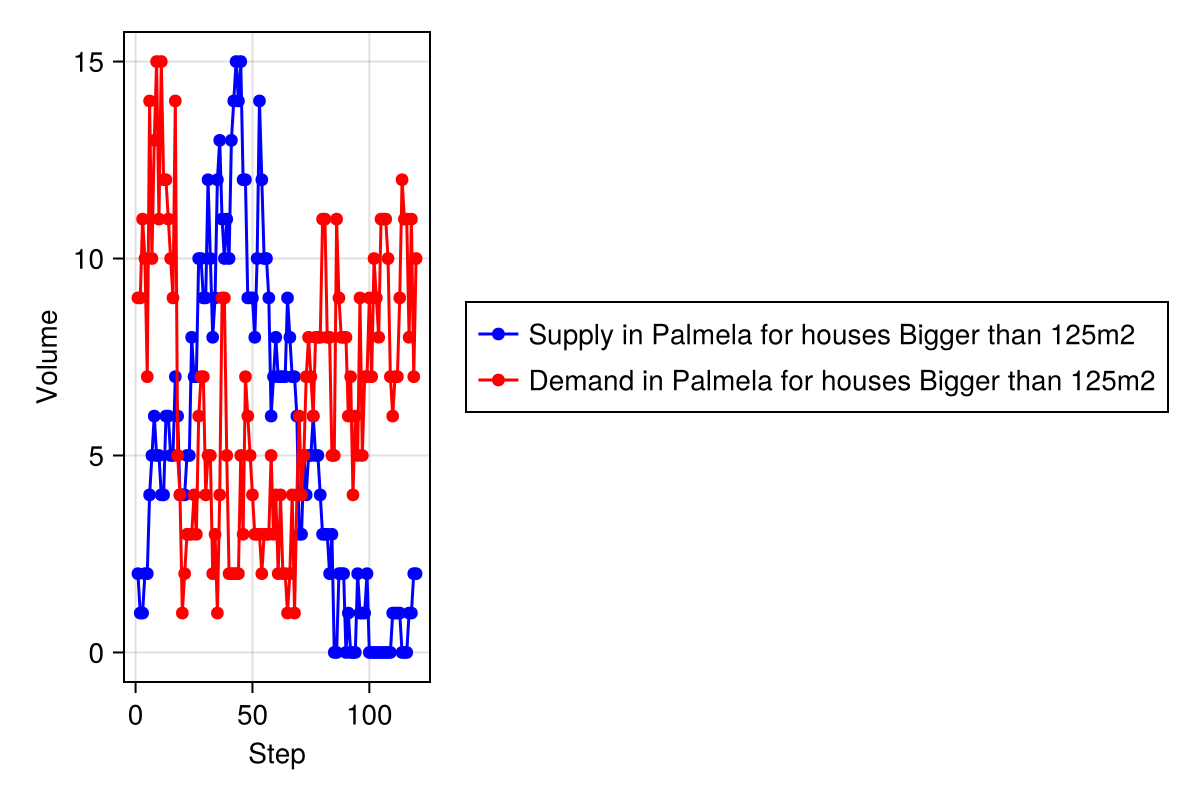 15
10
5
0
Volume
0 50 100
Step
Supply in Palmela for houses Bigger than 125m2
Demand in Palmela for houses Bigger than 125m2